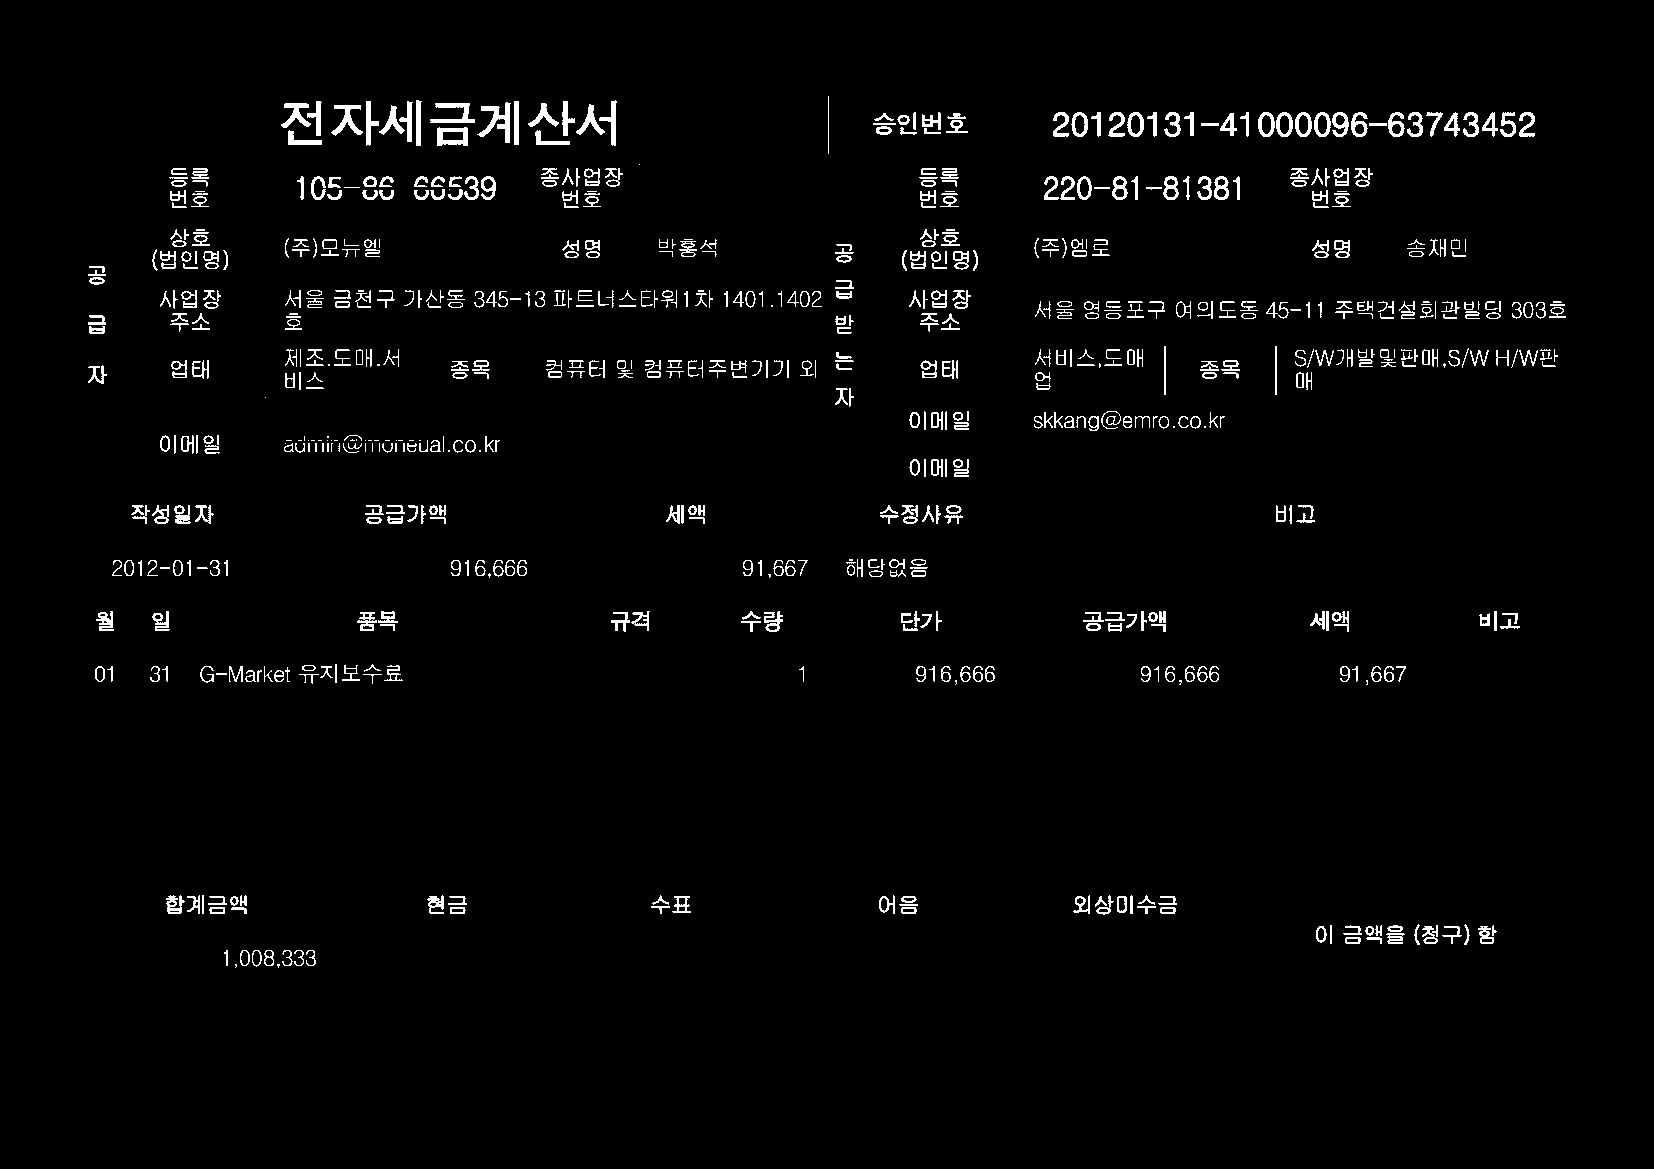 전자세금계산서 승인번호 20120131-41000096-63743452
등록번호 105-86-66539 종사업장번호 등록번호 220-81-81381 종사업장번호
공급자 공급받는자
상호(법인명) (주)모뉴엘 성명 박홍석 상호(법인명) (주)엠로 성명 송재민
사업장주소 서울 금천구 가산동 345-13 파트너스타워1차 1401.1402호 사업장주소 서울 영등포구 여의도동 45-11 주택건설회관빌딩 303호
업태 제조.도매.서비스 종목 컴퓨터 및 컴퓨터주변기기 외 업태 서비스,도매업 종목 S/W개발및판매,S/W H/W판매
이메일 admin@moneual.co.kr 이메일 skkang@emro.co.kr
이메일
작성일자 공급가액 세액 수정사유 비고
2012-01-31 916,666 91,667 해당없음
월 일 품목 규격 수량 단가 공급가액 세액 비고
01 31 G-Market 유지보수료 1 916,666 916,666 91,667
합계금액 현금 수표 어음 외상미수금
1,008,333 이 금액을 (청구) 함